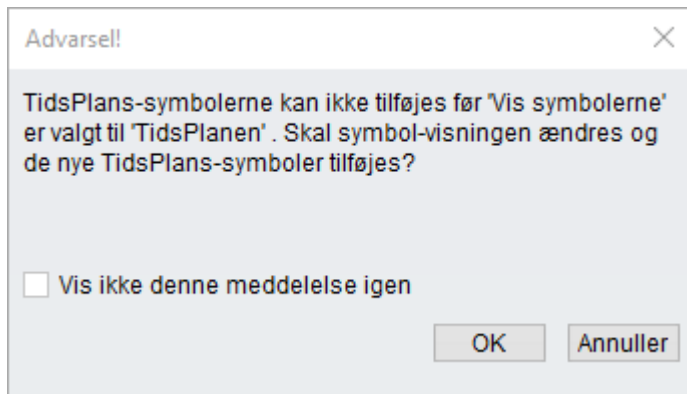 Advarsel!
TidsPlans-symbolerne kan ikke tilføjes før 'Vis symbolerne'
er valgt til 'TidsPlanen' . Skal symbol-visningen ændres og
de nye TidsPlans-symboler tilføjes?
Vis ikke denne meddelelse igen
OK Annuller